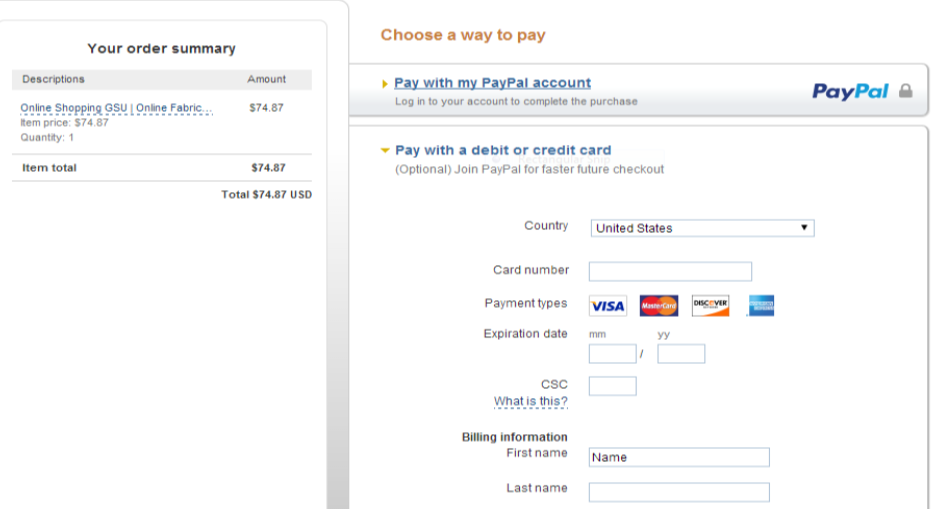 Your order summary
Descriptions Amount
Online Shopping GSU | Online Fabric... $74.87
Item price: $74.87
Quantity: 1
Item total $74.87
Total $74.87 USD
Choose a way to pay
Pay with my PayPal account
Log in to your account to complete the purchase
PayPal
Pay with a debit or credit card
(Optional) Join PayPal for faster future checkout
Country United States
Card number
Payment types VISA MasterCard DISCOVER
Expiration date mm yy
/
CSC
What is this?
Billing information
First name Name
Last name